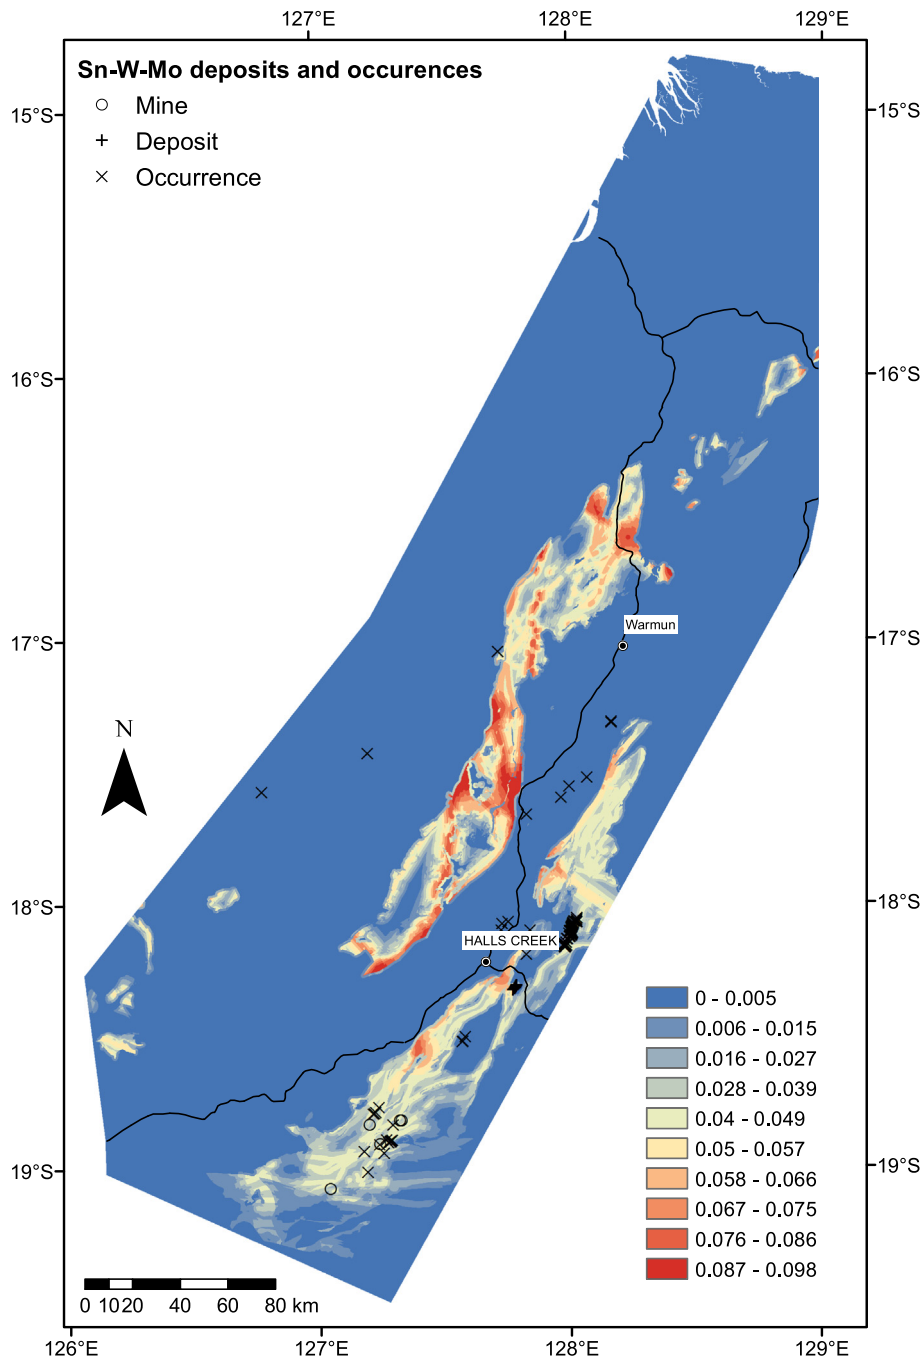 127°E 128°E 129°E
Sn-W-Mo deposits and occurences
Mine
Deposit
Occurrence
15°S 15°S
16°S 16°S
Warmun
17°S 17°S
N
18°S 18°S
HALLS CREEK
0 - 0.005
0.006 - 0.015
0.016 - 0.027
0.028 - 0.039
0.04 - 0.049
0.05 - 0.057
19°S 19°S
0.058 - 0.066
0.067 - 0.075
0.076 - 0.086
0.087 - 0.098
0 10 20 40 60 80 km
126°E 127°E 128°E 129°E